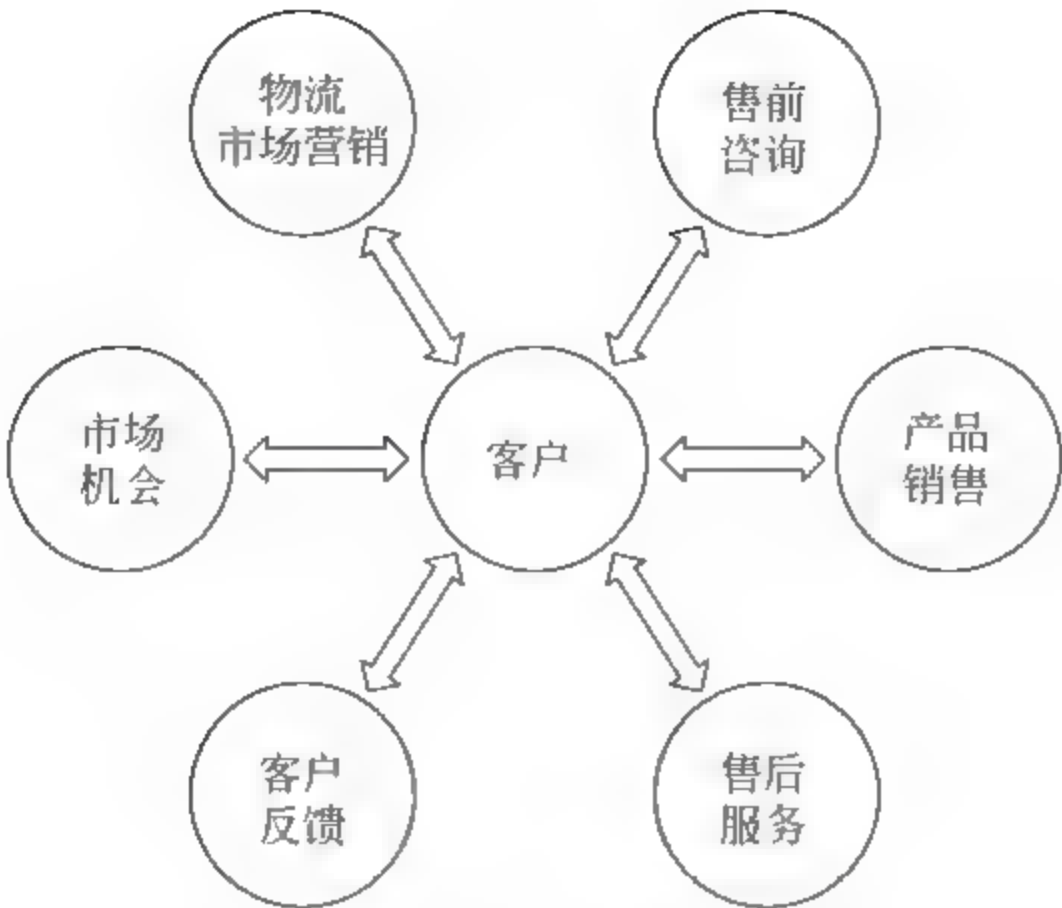 物流
市场营销
售前
咨询
市场
机会
客户
产品
销售
客户
反馈
售后
服务